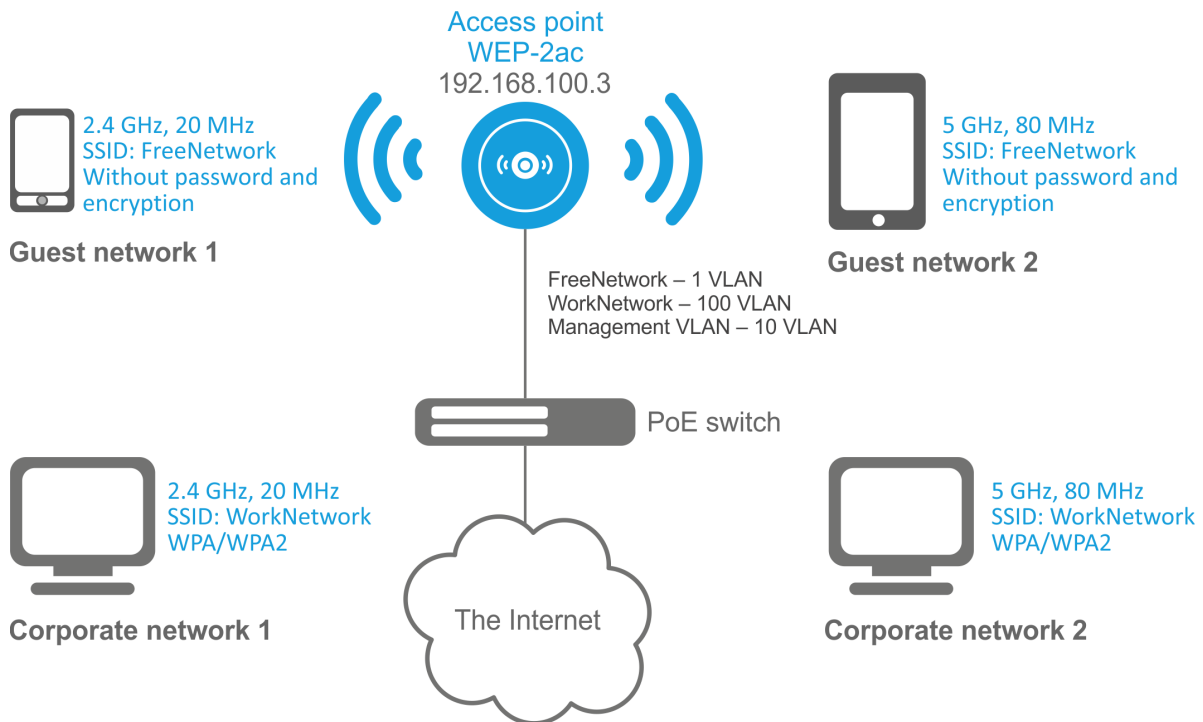 Access point
WEP-2ac
192.168.100.3
2.4 GHz, 20 MHz
SSID: FreeNetwork
Without password and
encryption
Guest network 1
5 GHz, 80 MHz
SSID: FreeNetwork
Without password and
encryption
Guest network 2
FreeNetwork – 1 VLAN
WorkNetwork – 100 VLAN
Management VLAN – 10 VLAN
PoE switch
2.4 GHz, 20 MHz
SSID: WorkNetwork
WPA/WPA2
Corporate network 1
The Internet
5 GHz, 80 MHz
SSID: WorkNetwork
WPA/WPA2
Corporate network 2